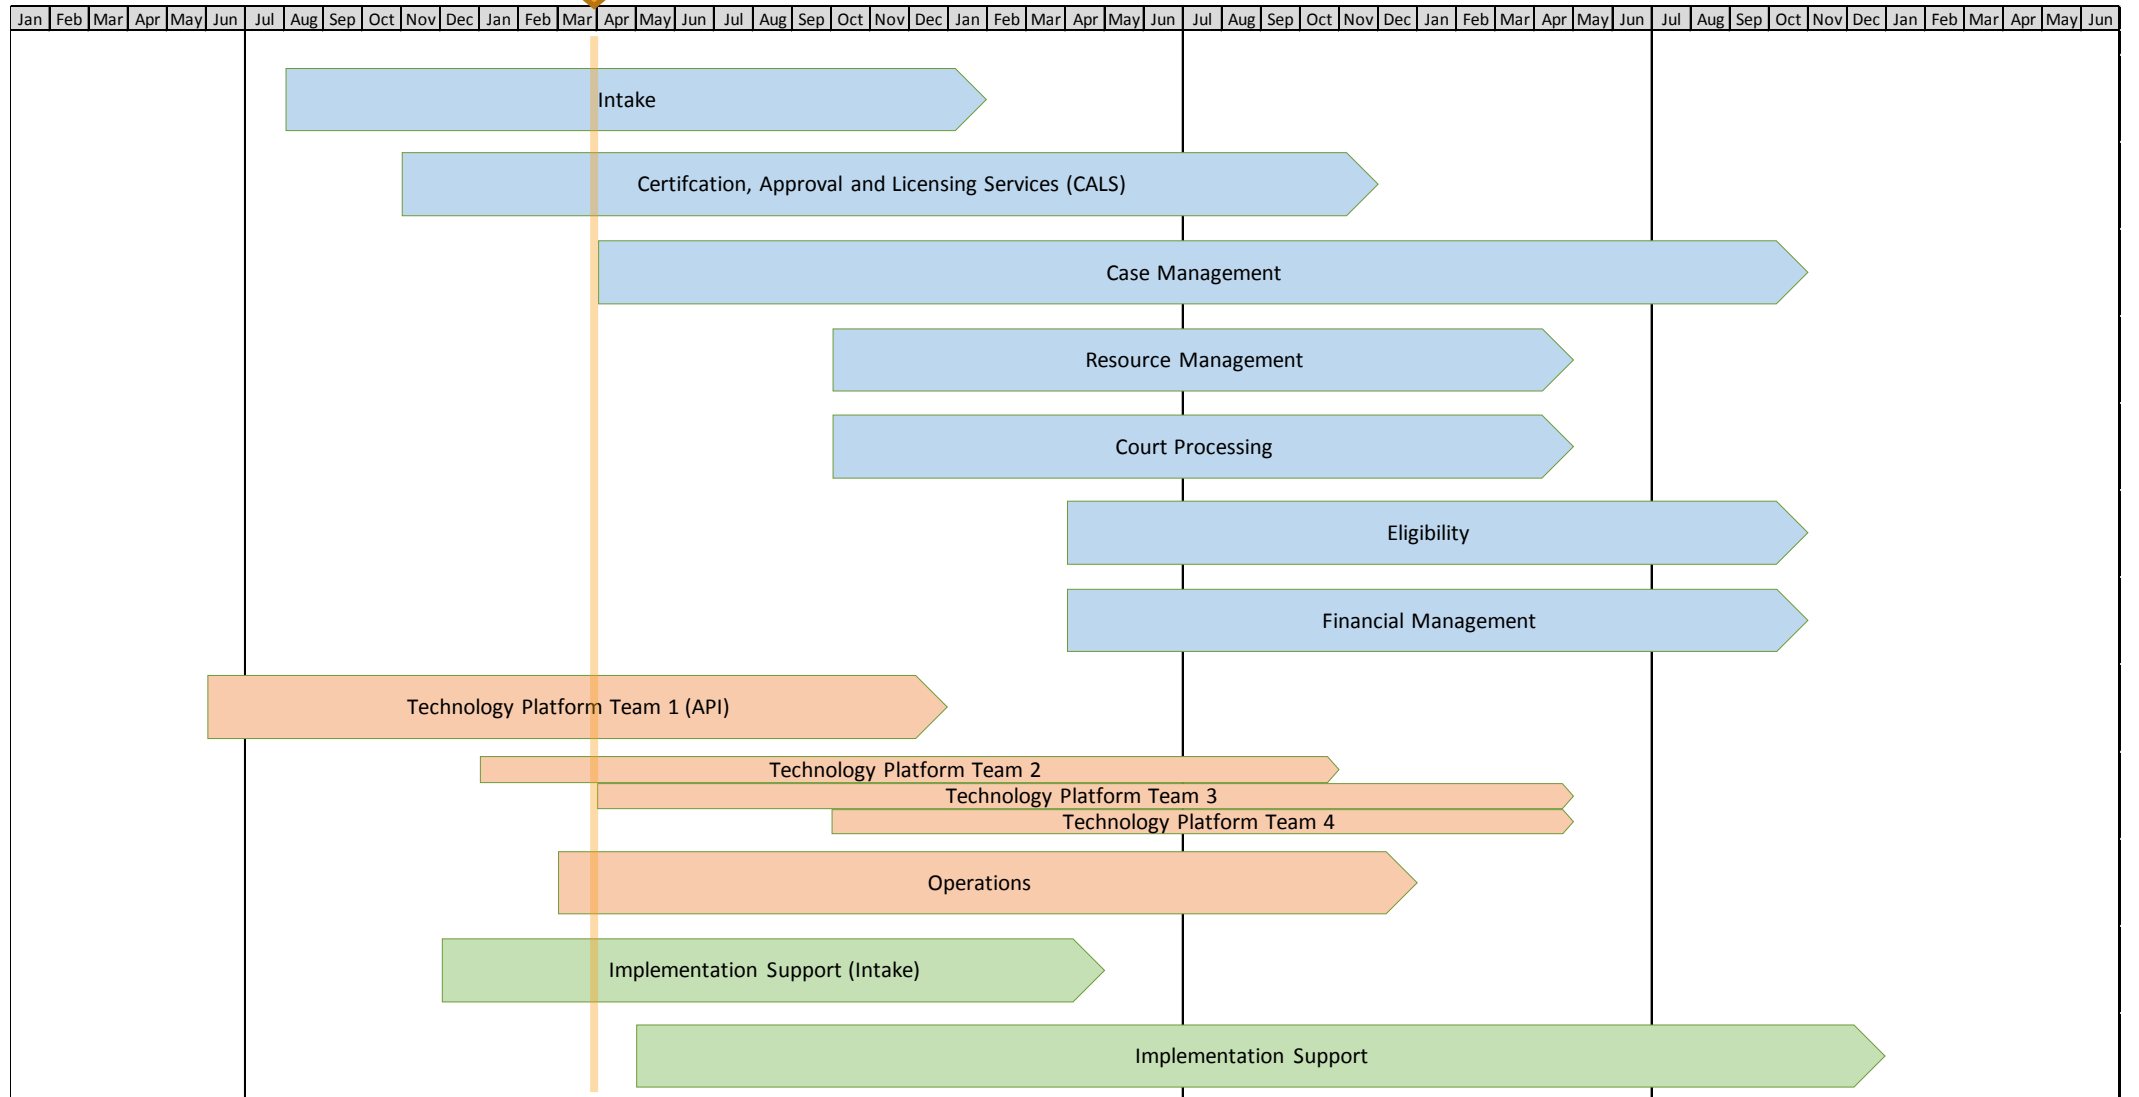 Jan Feb Mar Apr May Jun Jul Aug Sep Oct Nov Dec Jan Feb Mar Apr May Jun Jul Aug Sep Oct Nov Dec Jan Feb Mar Apr May Jun Jul Aug Sep Oct Nov Dec Jan Feb Mar Apr May Jun Jul Aug Sep Oct Nov Dec Jan Feb Mar Apr May Jun
Intake
Certifcation, Approval and Licensing Services (CALS)
Case Management
Resource Management
Court Processing
Eligibility
Financial Management
Technology Platform Team 1 (API)
Technology Platform Team 2
Technology Platform Team 3
Technology Platform Team 4
Operations
Implementation Support (Intake)
Implementation Support